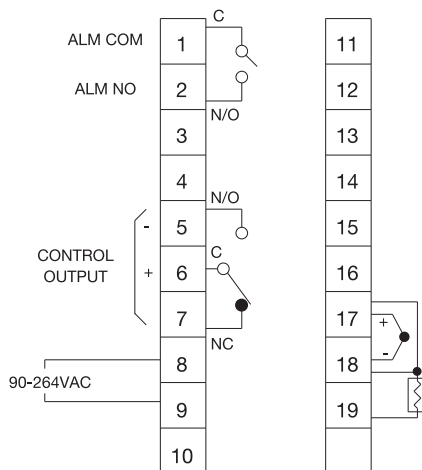 C
ALM COM 1 11
ALM NO 2 12
N/O
3 13
4 14
N/O
- 5 15
C
CONTROL
OUTPUT
+ 6 16
7 17 +
NC
8 18 -
90-264VAC
9 19
10